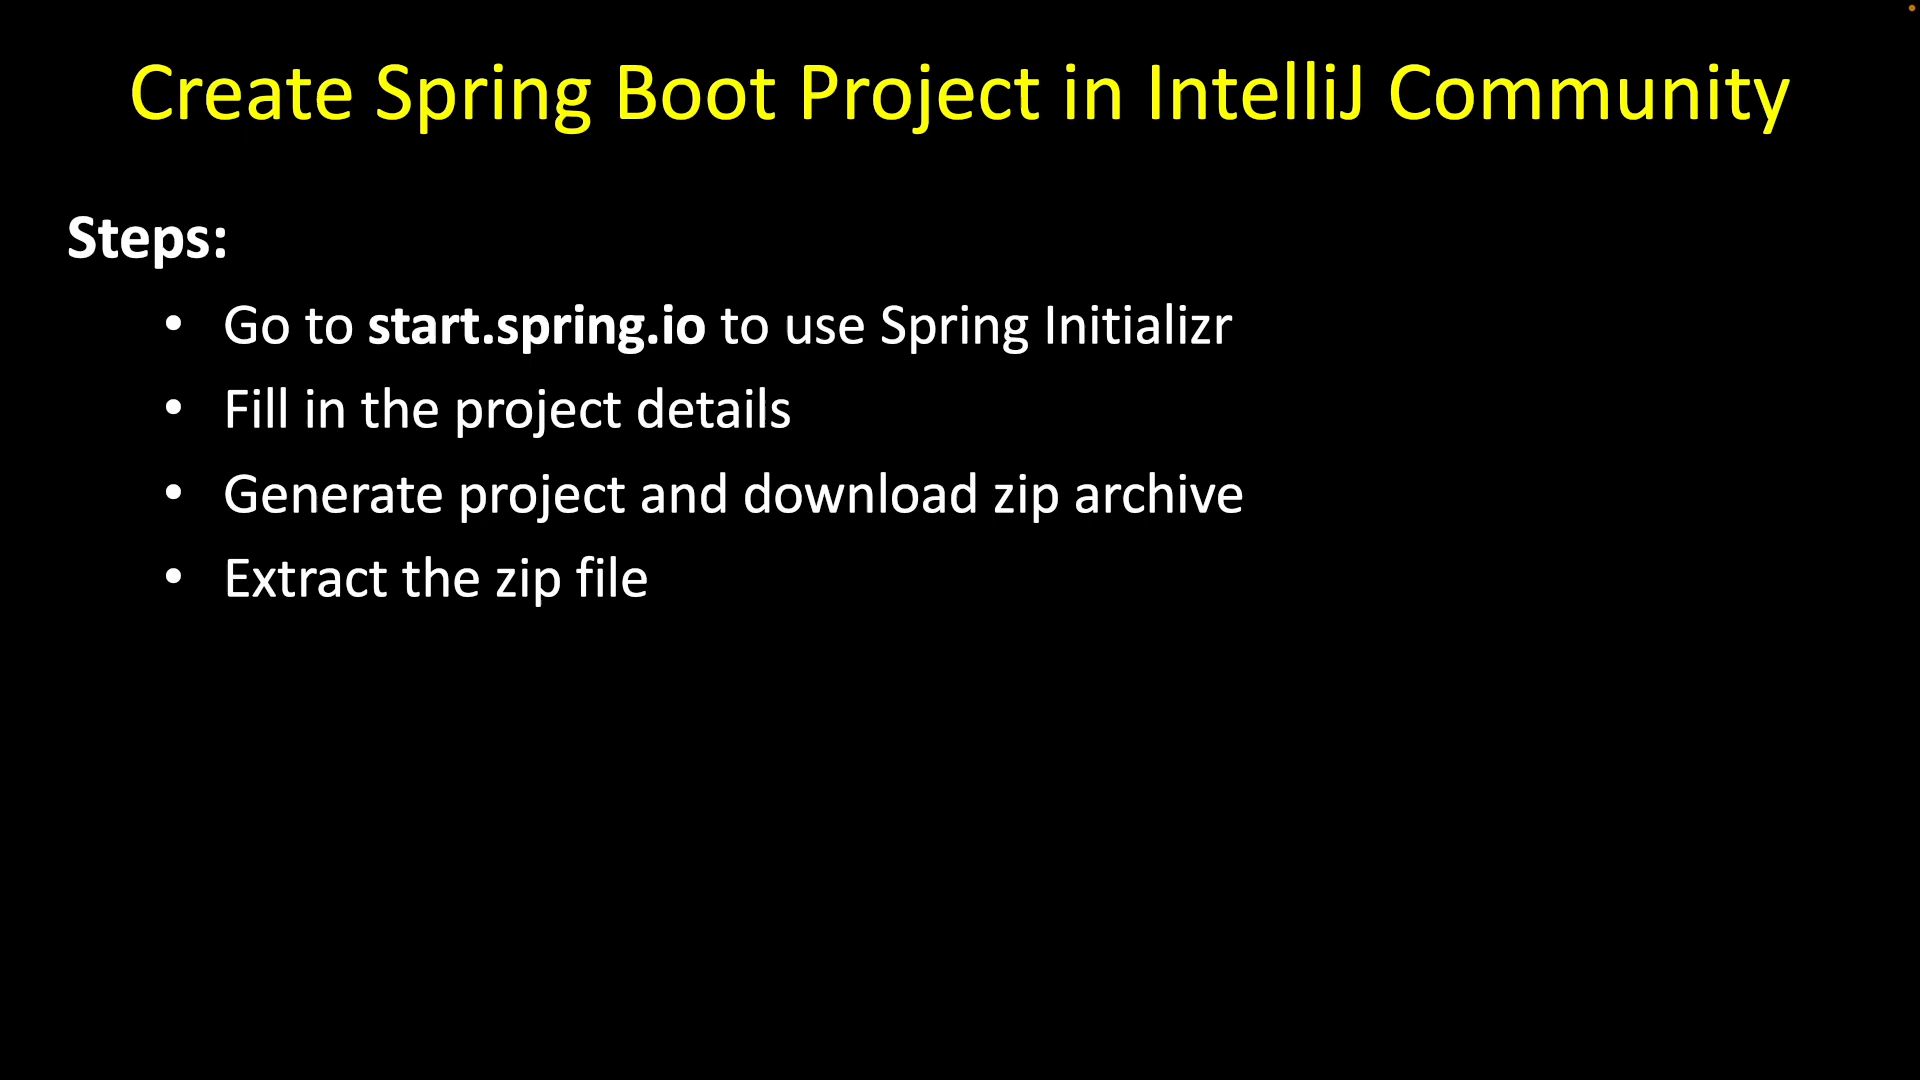 Create Spring Boot Project in IntelliJ Community
Steps:
• Go to start.spring.io to use Spring Initializr
• Fill in the project details
• Generate project and download zip archive
• Extract the zip file